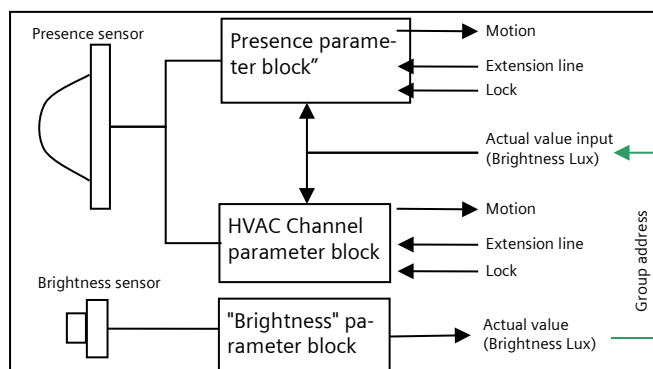 Presence sensor
Presence parame-
ter block”
Motion
Extension line
Lock
Actual value input
(Brightness Lux)
HVAC Channel
parameter block
Motion
Extension line
Lock
Group address
Brightness sensor
"Brightness" pa-
rameter block
Actual value
(Brightness Lux)